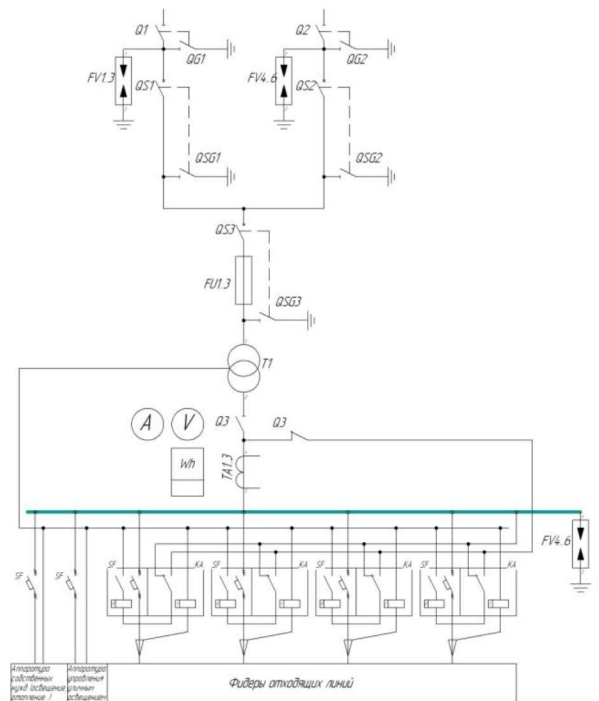 Q1
Q2
QG1
QG2
FV1.3
QS1
FV4.6
QS2
QSG1
QSG2
QS3
FU1.3
QSG3
T1
A
V
Q3
Q3
Wh
TA1.3
FV4.6
SF
SF
SF
KA
SF
KA
SF
KA
SF
KA
Аппаратура
собственных
нужд (освещение
отопление..)
Аппаратура
управления
уличным
освещением
Фидеры отходящих линий